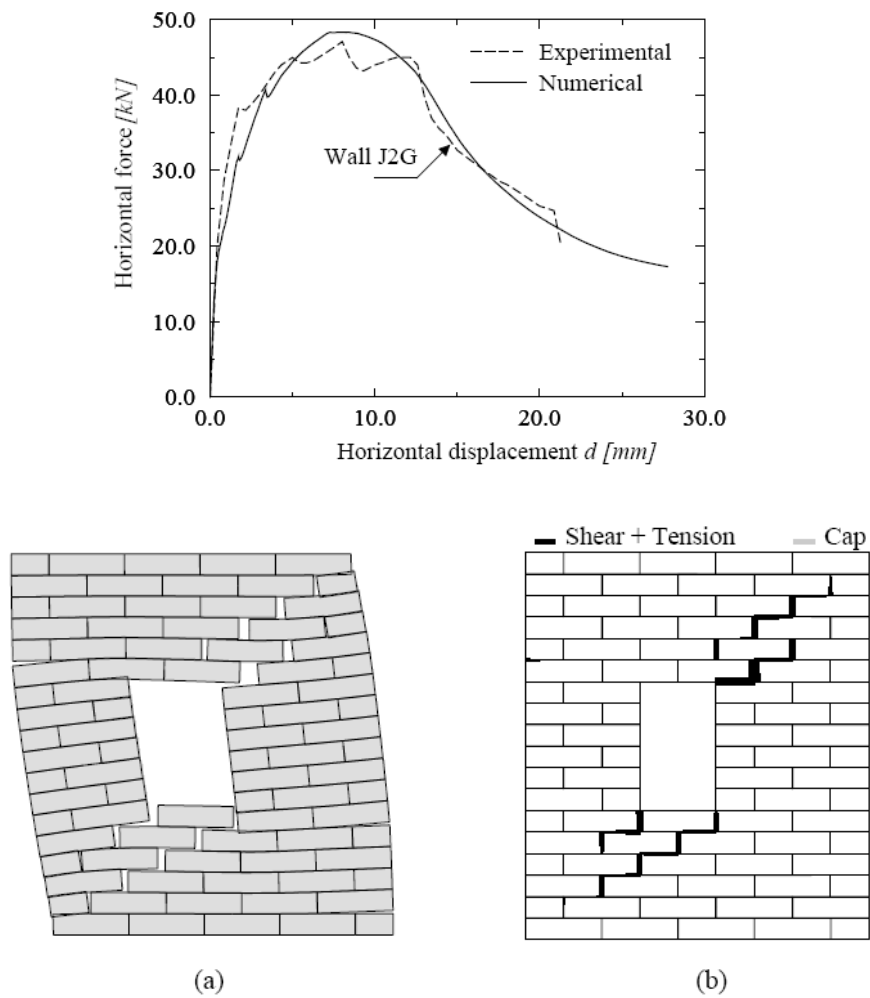 50.0
40.0
30.0
20.0
10.0
0.0
Horizontal force [kN]
Experimental
Numerical
Wall J2G
0.0
10.0
20.0
30.0
Horizontal displacement d [mm]
Shear + Tension
Cap
(a)
(b)